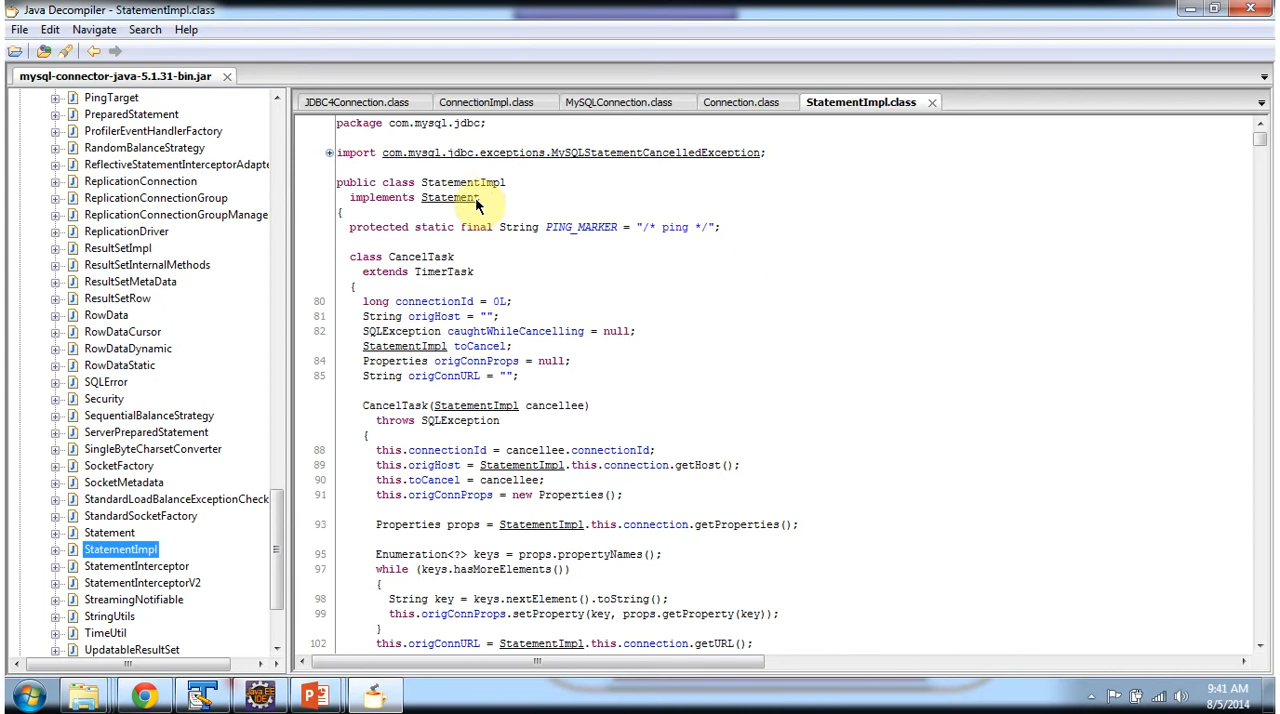 Java Decompiler - StatementImpl.class
File Edit Navigate Search Help
mysql-connector-java-5.1.31-bin.jar
PingTarget
PreparedStatement
ProfilerEventHandlerFactory
RandomBalanceStrategy
ReflectiveStatementInterceptorAdapte
ReplicationConnection
ReplicationConnectionGroup
ReplicationConnectionGroupManage
ReplicationDriver
ResultSetImpl
ResultSetInternalMethods
ResultSetMetaData
ResultSetRow
RowData
RowDataCursor
RowDataDynamic
RowDataStatic
SQLError
Security
SequentialBalanceStrategy
ServerPreparedStatement
SingleByteCharsetConverter
SocketFactory
SocketMetadata
StandardLoadBalanceExceptionCheck
StandardSocketFactory
Statement
StatementImpl
StatementInterceptor
StatementInterceptorV2
StreamingNotifiable
StringUtils
TimeUtil
UpdatableResultSet
JDBC4Connection.class ConnectionImpl.class MySQLConnection.class Connection.class StatementImpl.class
package com.mysql.jdbc;
import com.mysql.jdbc.exceptions.MySQLStatementCancelledException;
public class StatementImpl
implements Statement
{
protected static final String PING_MARKER = "/* ping */";
class CancelTask
extends TimerTask
{
80 long connectionId = 0L;
81 String origHost = "";
82 SQLException caughtWhileCancelling = null;
StatementImpl toCancel;
84 Properties origConnProps = null;
85 String origConnURL = "";
CancelTask(StatementImpl cancellee)
throws SQLException
{
88 this.connectionId = cancellee.connectionId;
89 this.origHost = StatementImpl.this.connection.getHost();
90 this.toCancel = cancellee;
91 this.origConnProps = new Properties();
93 Properties props = StatementImpl.this.connection.getProperties();
95 Enumeration<?> keys = props.propertyNames();
97 while (keys.hasMoreElements())
{
98 String key = keys.nextElement().toString();
99 this.origConnProps.setProperty(key, props.getProperty(key));
}
102 this.origConnURL = StatementImpl.this.connection.getURL();
Java EE
IDE
9:41 AM
8/5/2014